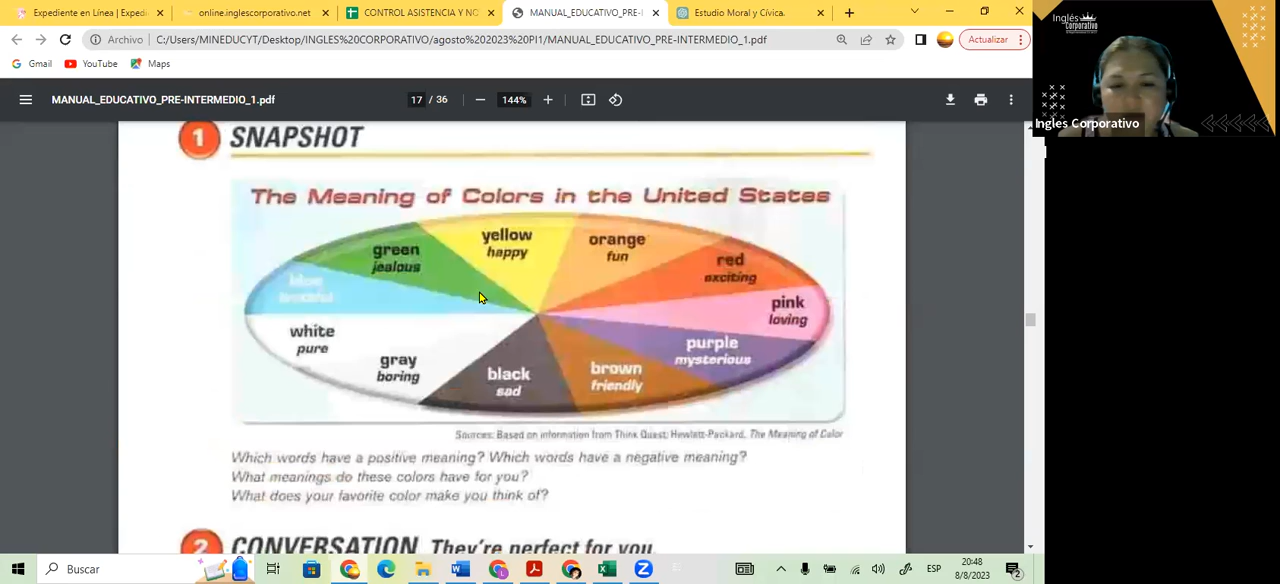 Expediente en Línea | Expedi
online.inglescorporativo.net
CONTROL ASISTENCIA Y NO
MANUAL_EDUCATIVO_PRE-I
Estudio Moral y Cívica.
Archivo
C:/Users/MINEDUCYT/Desktop/INGLES%20CORPORATIVO/agosto%202023%20PI1/MANUAL_EDUCATIVO_PRE-INTERMEDIO_1.pdf
Actualizar
Gmail
YouTube
Maps
MANUAL_EDUCATIVO_PRE-INTERMEDIO_1.pdf
17 / 36
144%
1 SNAPSHOT
The Meaning of Colors in the United States
green
jealous
yellow
happy
orange
fun
red
exciting
pink
loving
purple
mysterious
brown
friendly
black
sad
gray
boring
white
pure
blue
Sources: Based on information from Think Quest; Hewlett-Packard, The Meaning of Color
Which words have a positive meaning? Which words have a negative meaning?
What meanings do these colors have for you?
What does your favorite color make you think of?
2 CONVERSATION They're perfect for you.
Inglés
Corporativo
Ingles Corporativo
Buscar
ESP
20:48
8/8/2023